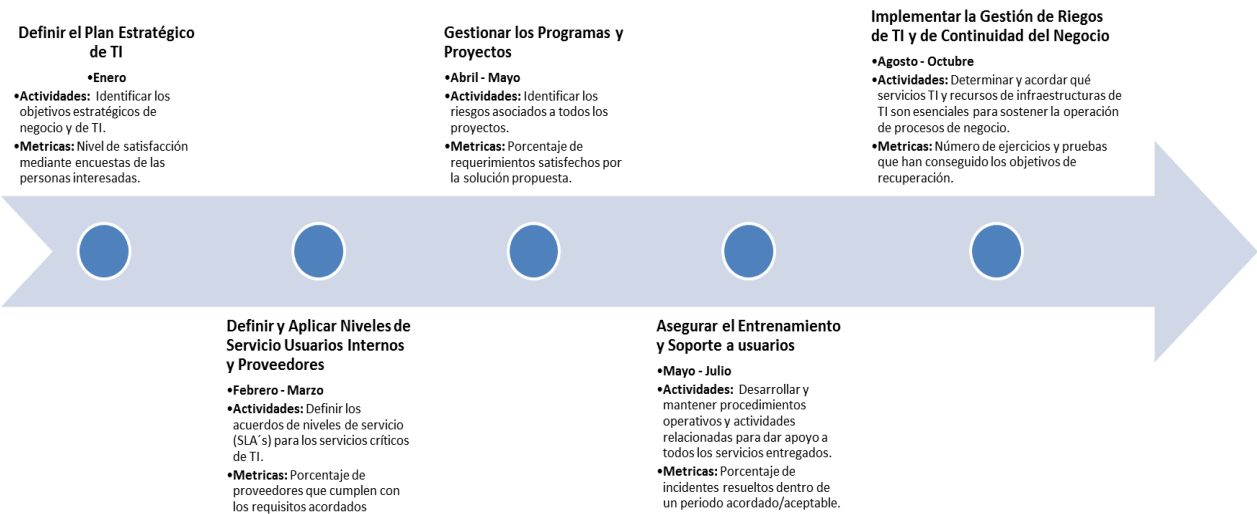 Definir el Plan Estratégico
de TI
•Enero
•Actividades: Identificar los
objetivos estratégicos de
negocio y de TI.
•Metricas: Nivel de satisfacción
mediante encuestas de las
personas interesadas.
Definir y Aplicar Niveles de
Servicio Usuarios Internos
y Proveedores
•Febrero - Marzo
•Actividades: Definir los
acuerdos de niveles de servicio
(SLA´s) para los servicios críticos
de TI.
•Metricas: Porcentaje de
proveedores que cumplen con
los requisitos acordados
Gestionar los Programas y
Proyectos
•Abril - Mayo
•Actividades: Identificar los
riesgos asociados a todos los
proyectos.
•Metricas: Porcentaje de
requerimientos satisfechos por
la solución propuesta.
Asegurar el Entrenamiento
y Soporte a usuarios
•Mayo - Julio
•Actividades: Desarrollar y
mantener procedimientos
operativos y actividades
relacionadas para dar apoyo a
todos los servicios entregados.
•Metricas: Porcentaje de
incidentes resueltos dentro de
un periodo acordado/aceptable.
Implementar la Gestión de Riegos
de TI y de Continuidad del Negocio
•Agosto - Octubre
•Actividades: Determinar y acordar qué
servicios TI y recursos de infraestructuras de
TI son esenciales para sostener la operación
de procesos de negocio.
•Metricas: Número de ejercicios y pruebas
que han conseguido los objetivos de
recuperación.